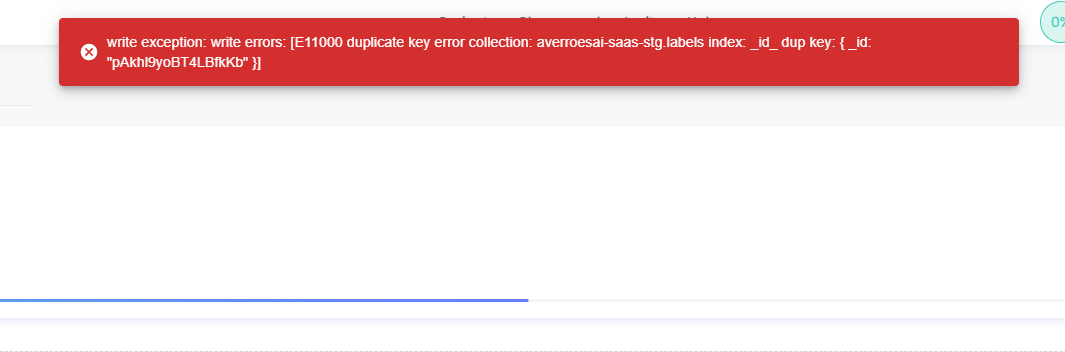 write exception: write errors: [E11000 duplicate key error collection: averroesai-saas-stg.labels index: _id_ dup key: { _id:
"pAkhl9yoBT4LBfkKb" }]
0%